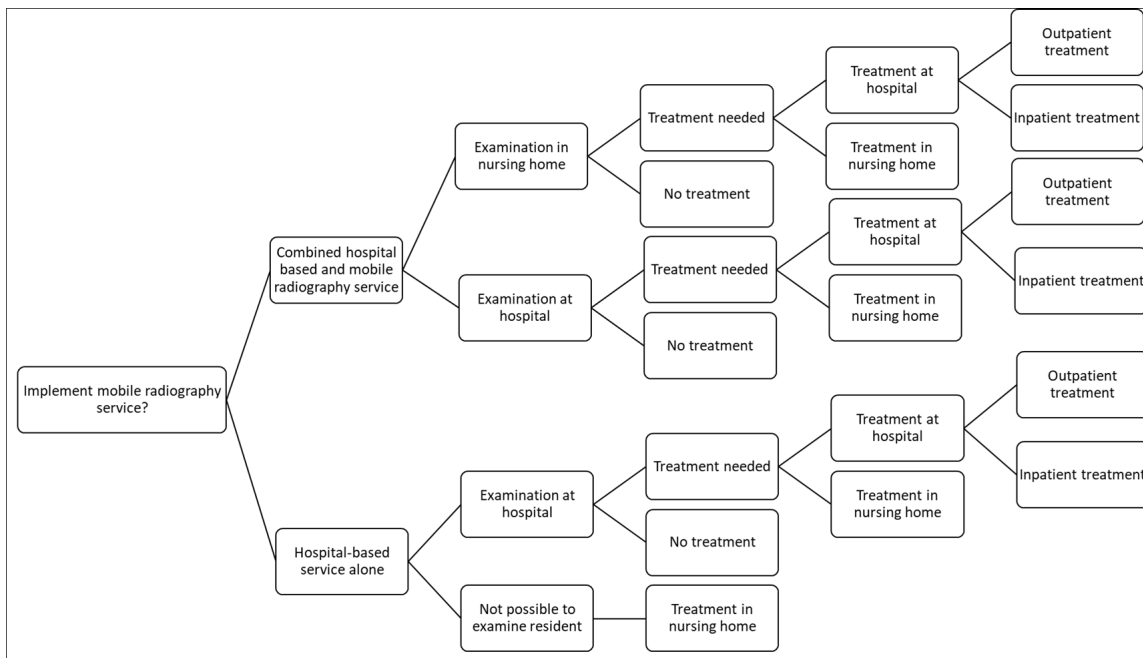 Implement mobile radiography
service?
Combined hospital
based and mobile
radiography service
Examination in
nursing home
Treatment needed
Treatment at
hospital
Outpatient
treatment
Inpatient treatment
Treatment in
nursing home
No treatment
Examination at
hospital
Treatment needed
Treatment at
hospital
Outpatient
treatment
Inpatient treatment
Treatment in
nursing home
No treatment
Hospital-based
service alone
Examination at
hospital
Treatment needed
Treatment at
hospital
Outpatient
treatment
Inpatient treatment
Treatment in
nursing home
No treatment
Not possible to
examine resident
Treatment in
nursing home